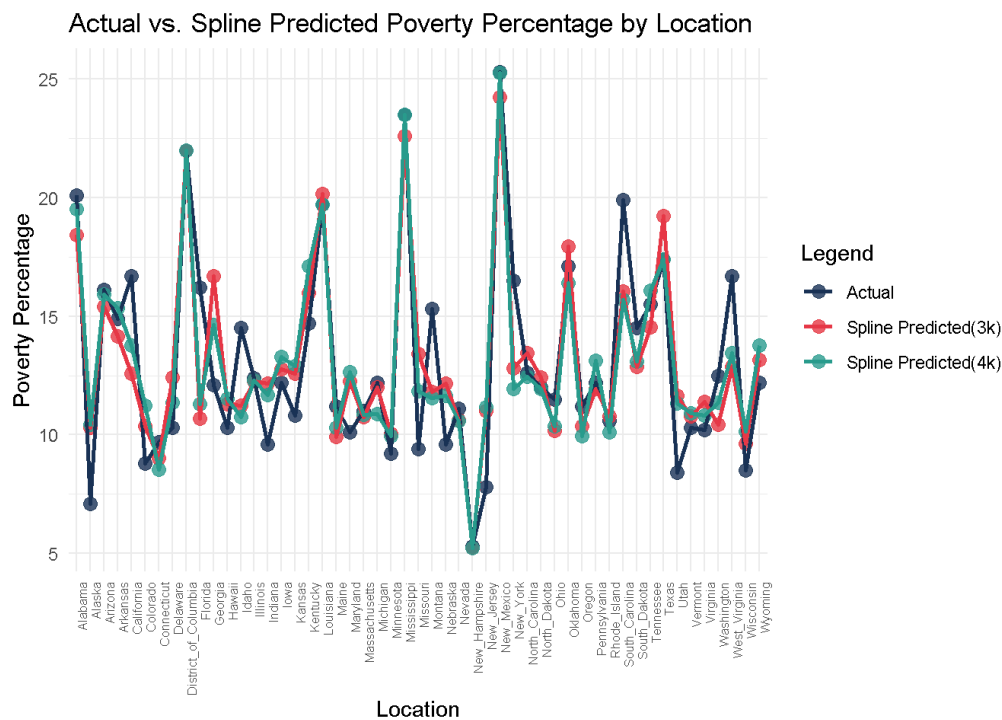 Actual vs. Spline Predicted Poverty Percentage by Location
25
20
15
10
5
Poverty Percentage
Legend
Actual
Spline Predicted(3k)
Spline Predicted(4k)
Alabama
Alaska
Arizona
Arkansas
California
Colorado
Connecticut
Delaware
District_of_Columbia
Florida
Georgia
Hawaii
Idaho
Illinois
Indiana
Iowa
Kansas
Kentucky
Louisiana
Maine
Maryland
Massachusetts
Michigan
Minnesota
Mississippi
Missouri
Montana
Nebraska
Nevada
New_Hampshire
New_Jersey
New_Mexico
New_York
North_Carolina
North_Dakota
Ohio
Oklahoma
Oregon
Pennsylvania
Rhode_Island
South_Carolina
South_Dakota
Tennessee
Texas
Utah
Vermont
Virginia
Washington
West_Virginia
Wisconsin
Wyoming
Location